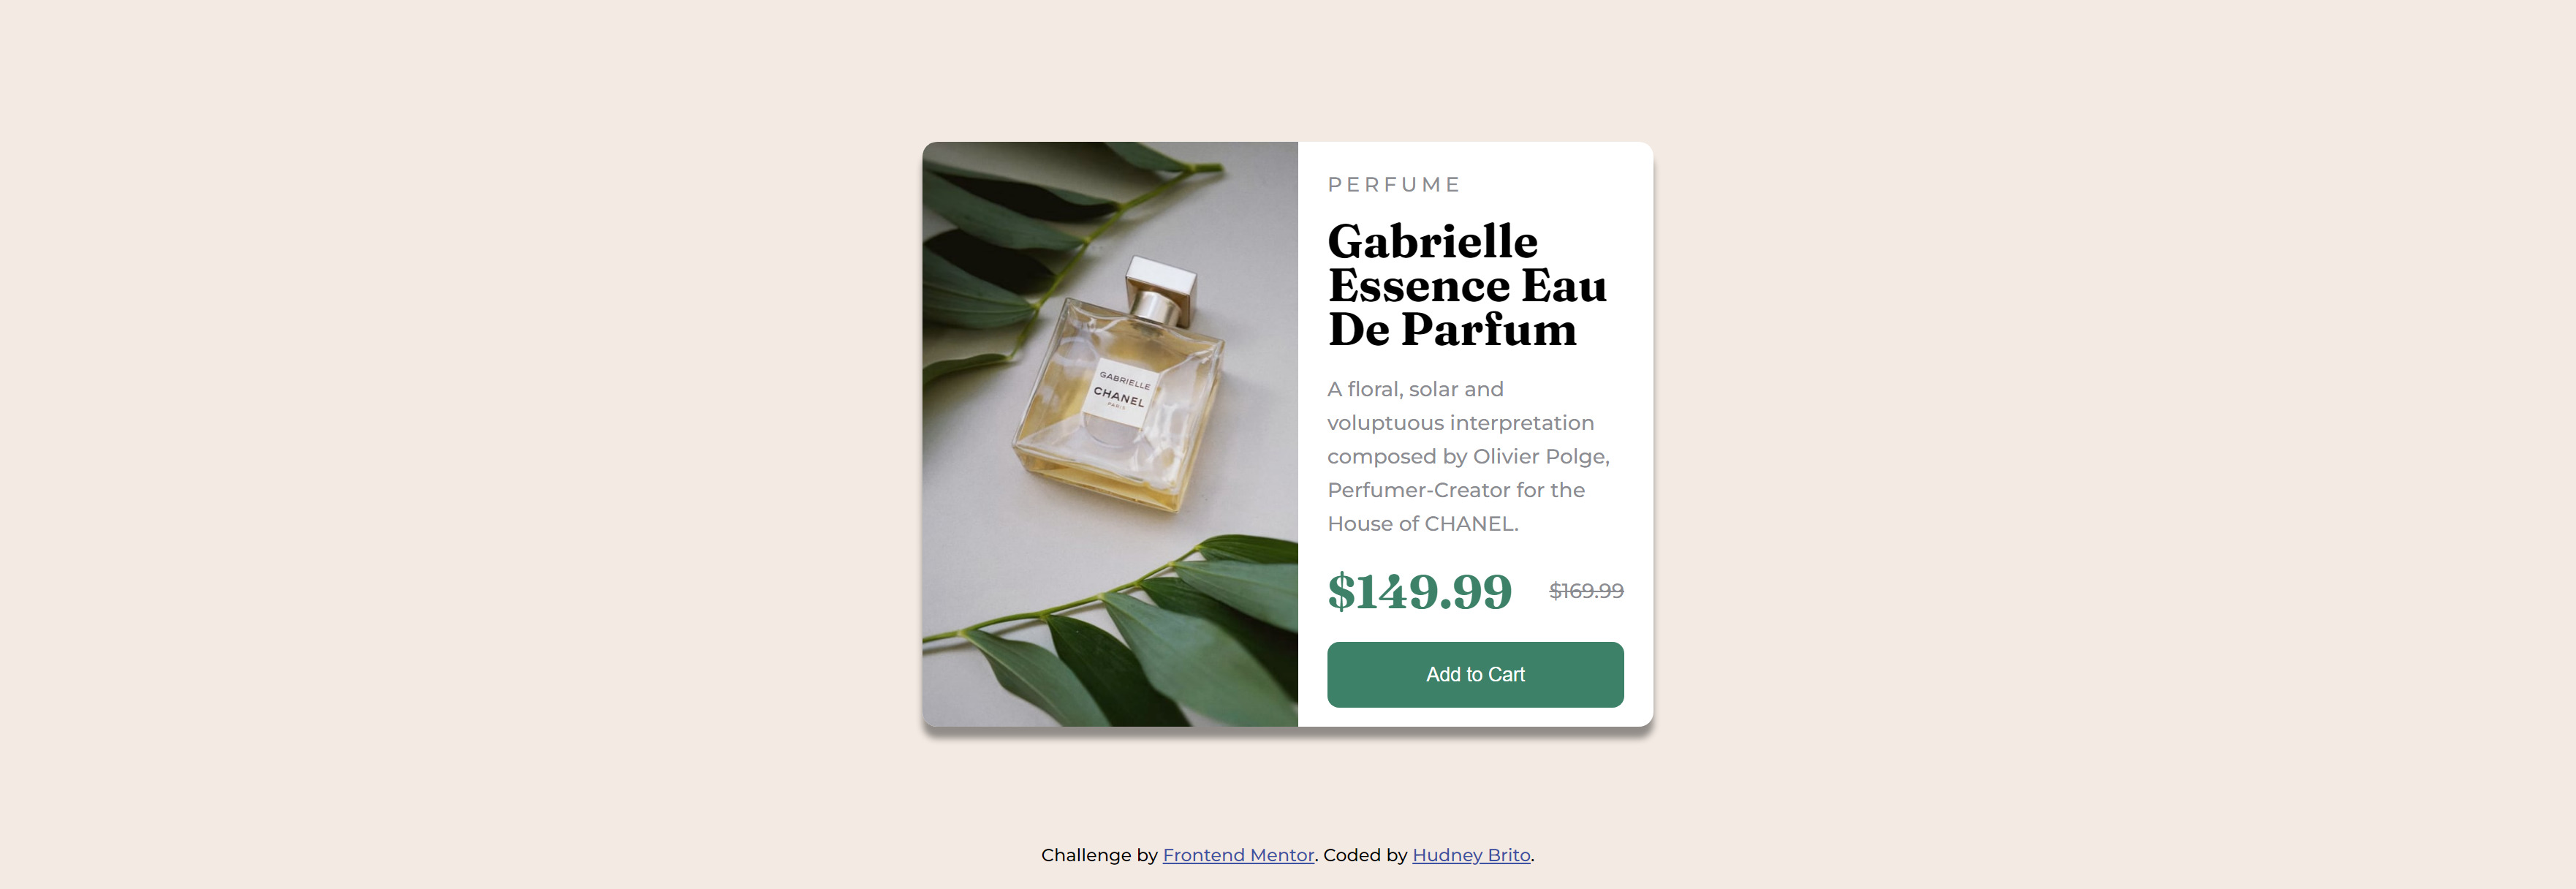 GABRIELLE
CHANEL
PARIS
PERFUME
Gabrielle
Essence Eau
De Parfum
A floral, solar and
voluptuous interpretation
composed by Olivier Polge,
Perfumer-Creator for the
House of CHANEL.
$149.99 $169.99
Add to Cart
Challenge by Frontend Mentor. Coded by Hudney Brito.